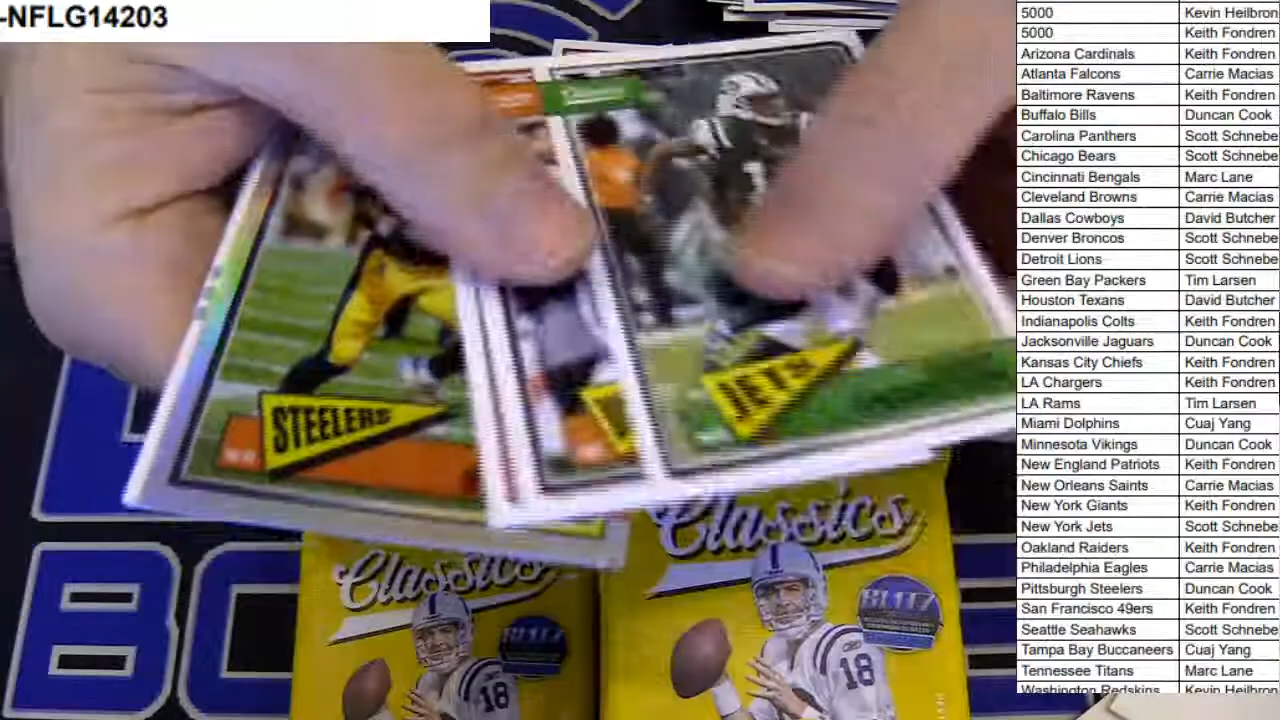 -NFLG14203
STEELERS
JETS
Classics
Classics
BLITZ
BLITZ
18
18
5000 Kevin Heilbron
5000 Keith Fondren
Arizona Cardinals Keith Fondren
Atlanta Falcons Carrie Macias
Baltimore Ravens Keith Fondren
Buffalo Bills Duncan Cook
Carolina Panthers Scott Schnebe
Chicago Bears Scott Schnebe
Cincinnati Bengals Marc Lane
Cleveland Browns Carrie Macias
Dallas Cowboys David Butcher
Denver Broncos Scott Schnebe
Detroit Lions Scott Schnebe
Green Bay Packers Tim Larsen
Houston Texans David Butcher
Indianapolis Colts Keith Fondren
Jacksonville Jaguars Duncan Cook
Kansas City Chiefs Keith Fondren
LA Chargers Keith Fondren
LA Rams Tim Larsen
Miami Dolphins Cuaj Yang
Minnesota Vikings Duncan Cook
New England Patriots Keith Fondren
New Orleans Saints Carrie Macias
New York Giants Keith Fondren
New York Jets Scott Schnebe
Oakland Raiders Keith Fondren
Philadelphia Eagles Carrie Macias
Pittsburgh Steelers Duncan Cook
San Francisco 49ers Keith Fondren
Seattle Seahawks Scott Schnebe
Tampa Bay Buccaneers Cuaj Yang
Tennessee Titans Marc Lane
Washington Redskins Kevin Heilbron